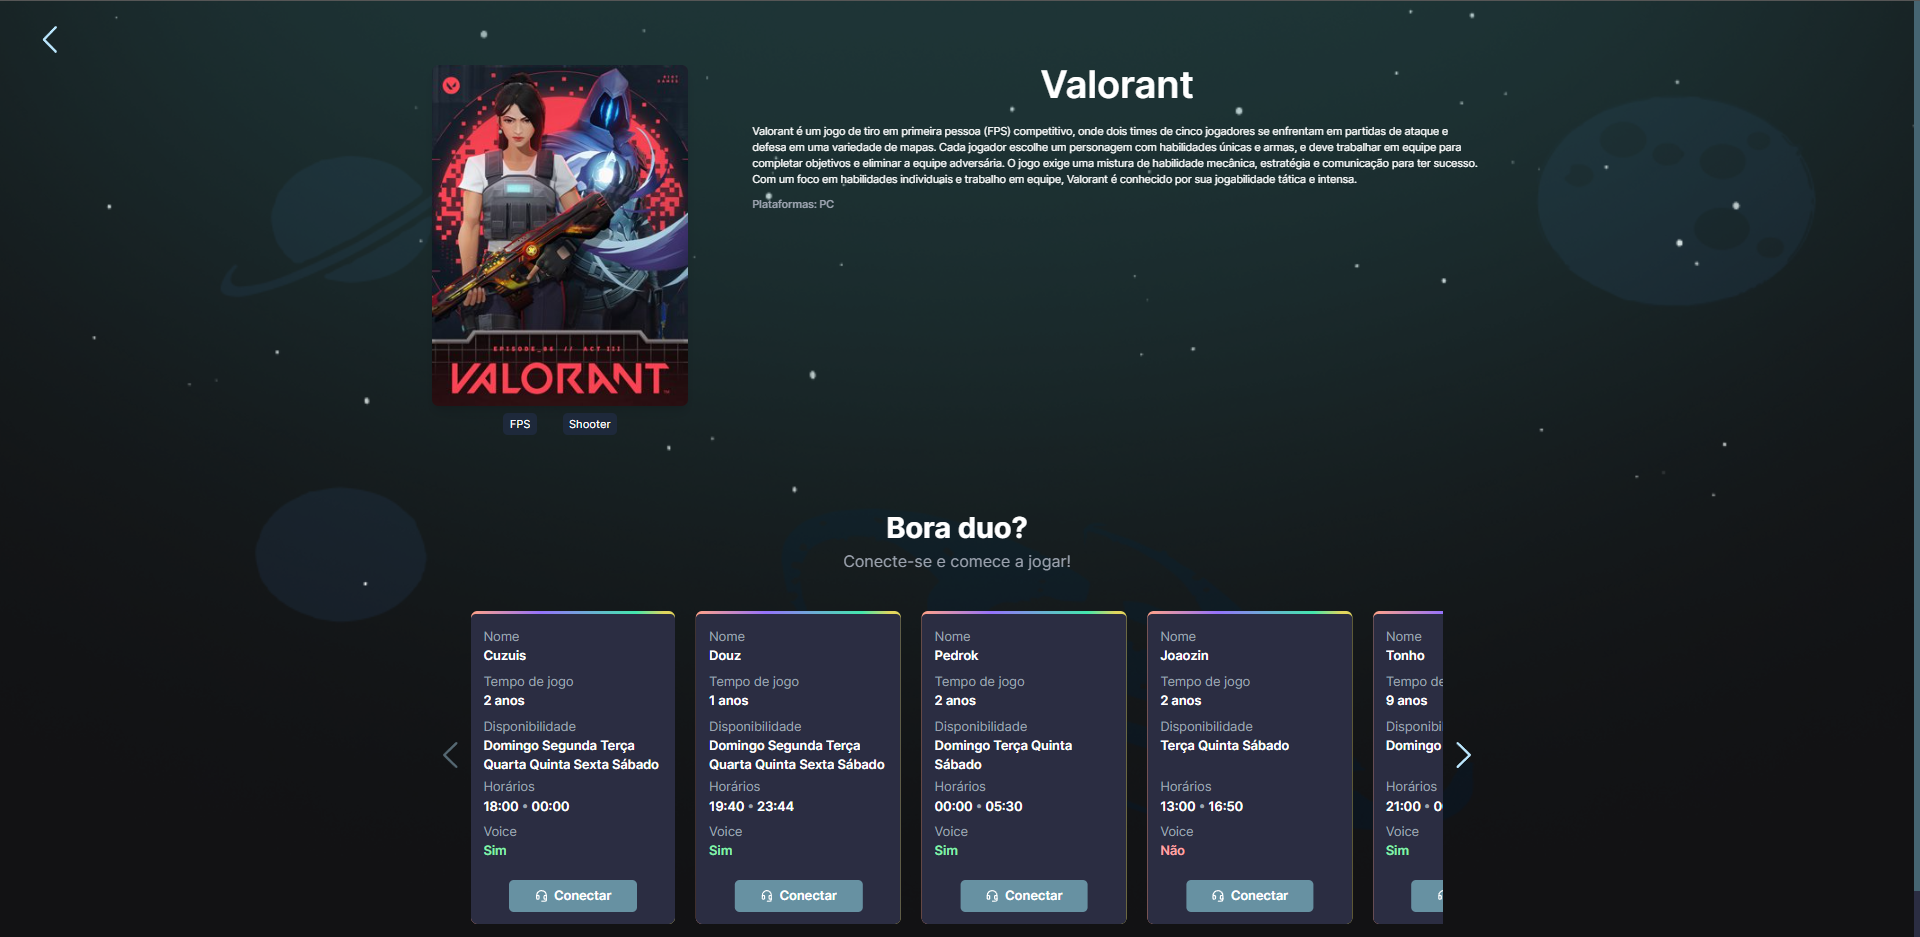 RIOT GAMES
EPISODE_06 // ACT III
VALORANT
FPS
Shooter
Valorant
Valorant é um jogo de tiro em primeira pessoa (FPS) competitivo, onde dois times de cinco jogadores se enfrentam em partidas de ataque e
defesa em uma variedade de mapas. Cada jogador escolhe um personagem com habilidades únicas e armas, e deve trabalhar em equipe para
completar objetivos e eliminar a equipe adversária. O jogo exige uma mistura de habilidade mecânica, estratégia e comunicação para ter sucesso.
Com um foco em habilidades individuais e trabalho em equipe, Valorant é conhecido por sua jogabilidade tática e intensa.
Plataformas: PC
Bora duo?
Conecte-se e comece a jogar!
Nome
Cuzuis
Tempo de jogo
2 anos
Disponibilidade
Domingo Segunda Terça
Quarta Quinta Sexta Sábado
Horários
18:00 • 00:00
Voice
Sim
Conectar
Nome
Douz
Tempo de jogo
1 anos
Disponibilidade
Domingo Segunda Terça
Quarta Quinta Sexta Sábado
Horários
19:40 • 23:44
Voice
Sim
Conectar
Nome
Pedrok
Tempo de jogo
2 anos
Disponibilidade
Domingo Terça Quinta
Sábado
Horários
00:00 • 05:30
Voice
Sim
Conectar
Nome
Joaozin
Tempo de jogo
2 anos
Disponibilidade
Terça Quinta Sábado
Horários
13:00 • 16:50
Voice
Não
Conectar
Nome
Tonho
Tempo de
9 anos
Disponibil
Domingo
Horários
21:00 • 0
Voice
Sim